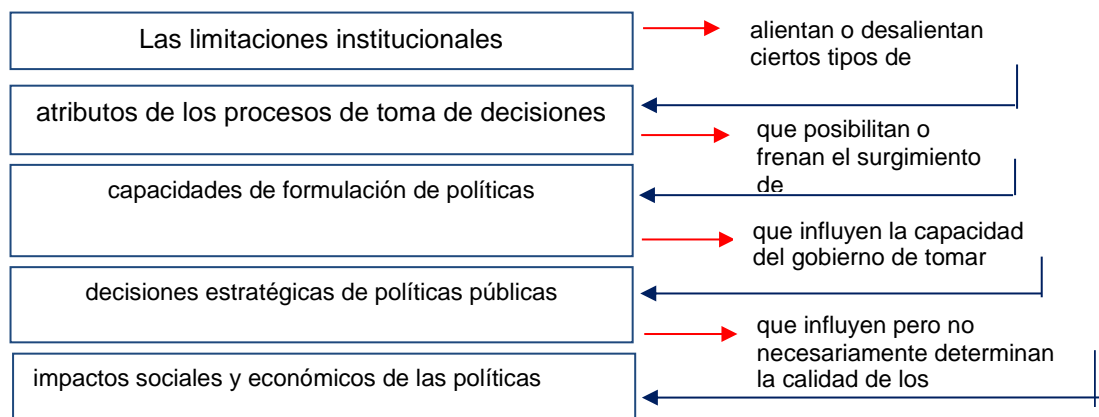 Las limitaciones institucionales
alientan o desalientan
ciertos tipos de
atributos de los procesos de toma de decisiones
que posibilitan o
frenan el surgimiento
de
capacidades de formulación de políticas
que influyen la capacidad
del gobierno de tomar
decisiones estratégicas de políticas públicas
que influyen pero no
necesariamente determinan
la calidad de los
impactos sociales y económicos de las políticas